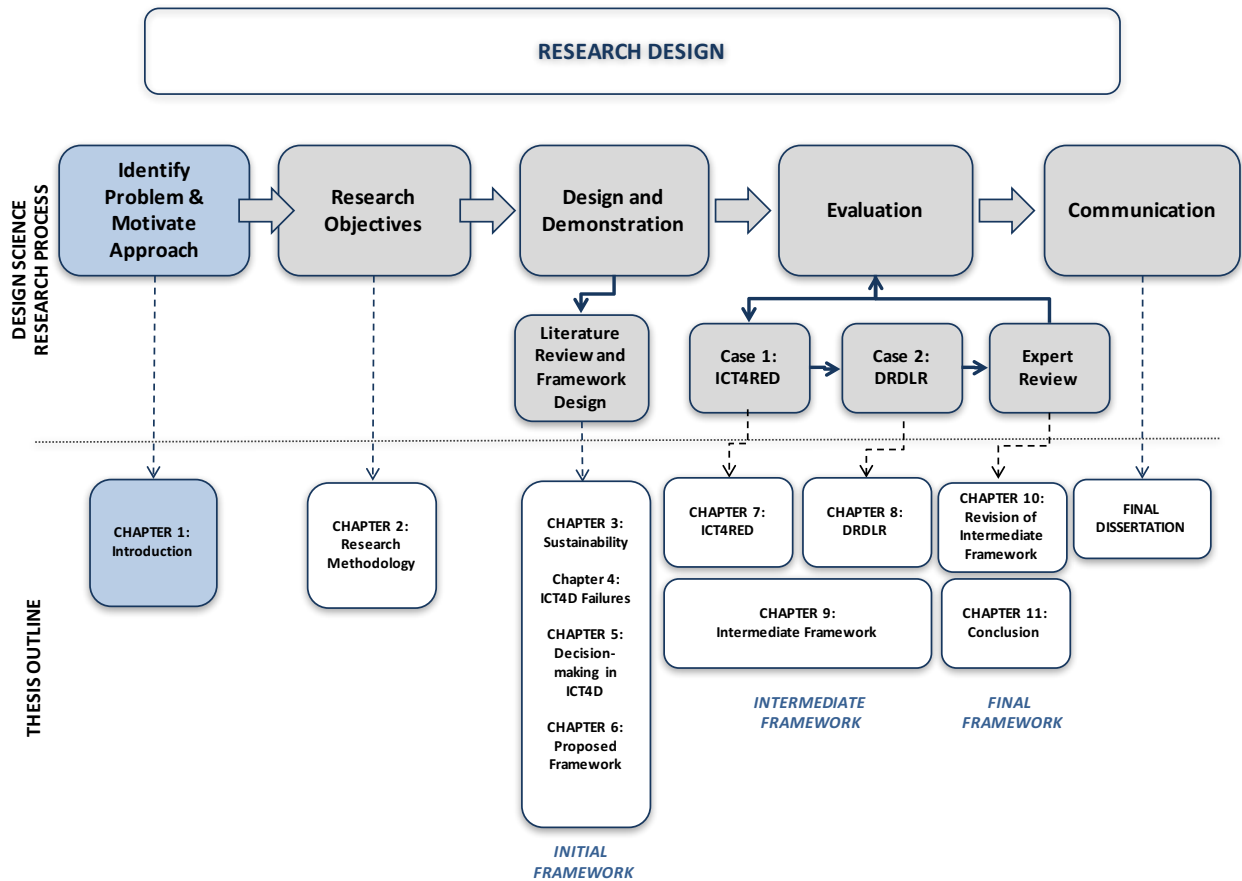 RESEARCH DESIGN
DESIGN SCIENCE
RESEARCH PROCESS
Identify
Problem &
Motivate
Approach
Research
Objectives
Design and
Demonstration
Evaluation
Communication
Literature
Review and
Framework
Design
Case 1:
ICT4RED
Case 2:
DRDLR
Expert
Review
THESIS OUTLINE
CHAPTER 1:
Introduction
CHAPTER 2:
Research
Methodology
CHAPTER 3:
Sustainability
Chapter 4:
ICT4D Failures
CHAPTER 5:
Decision-
making in
ICT4D
CHAPTER 6:
Proposed
Framework
INITIAL
FRAMEWORK
CHAPTER 7:
ICT4RED
CHAPTER 8:
DRDLR
CHAPTER 9:
Intermediate Framework
INTERMEDIATE
FRAMEWORK
CHAPTER 10:
Revision of
Intermediate
Framework
CHAPTER 11:
Conclusion
FINAL
FRAMEWORK
FINAL
DISSERTATION